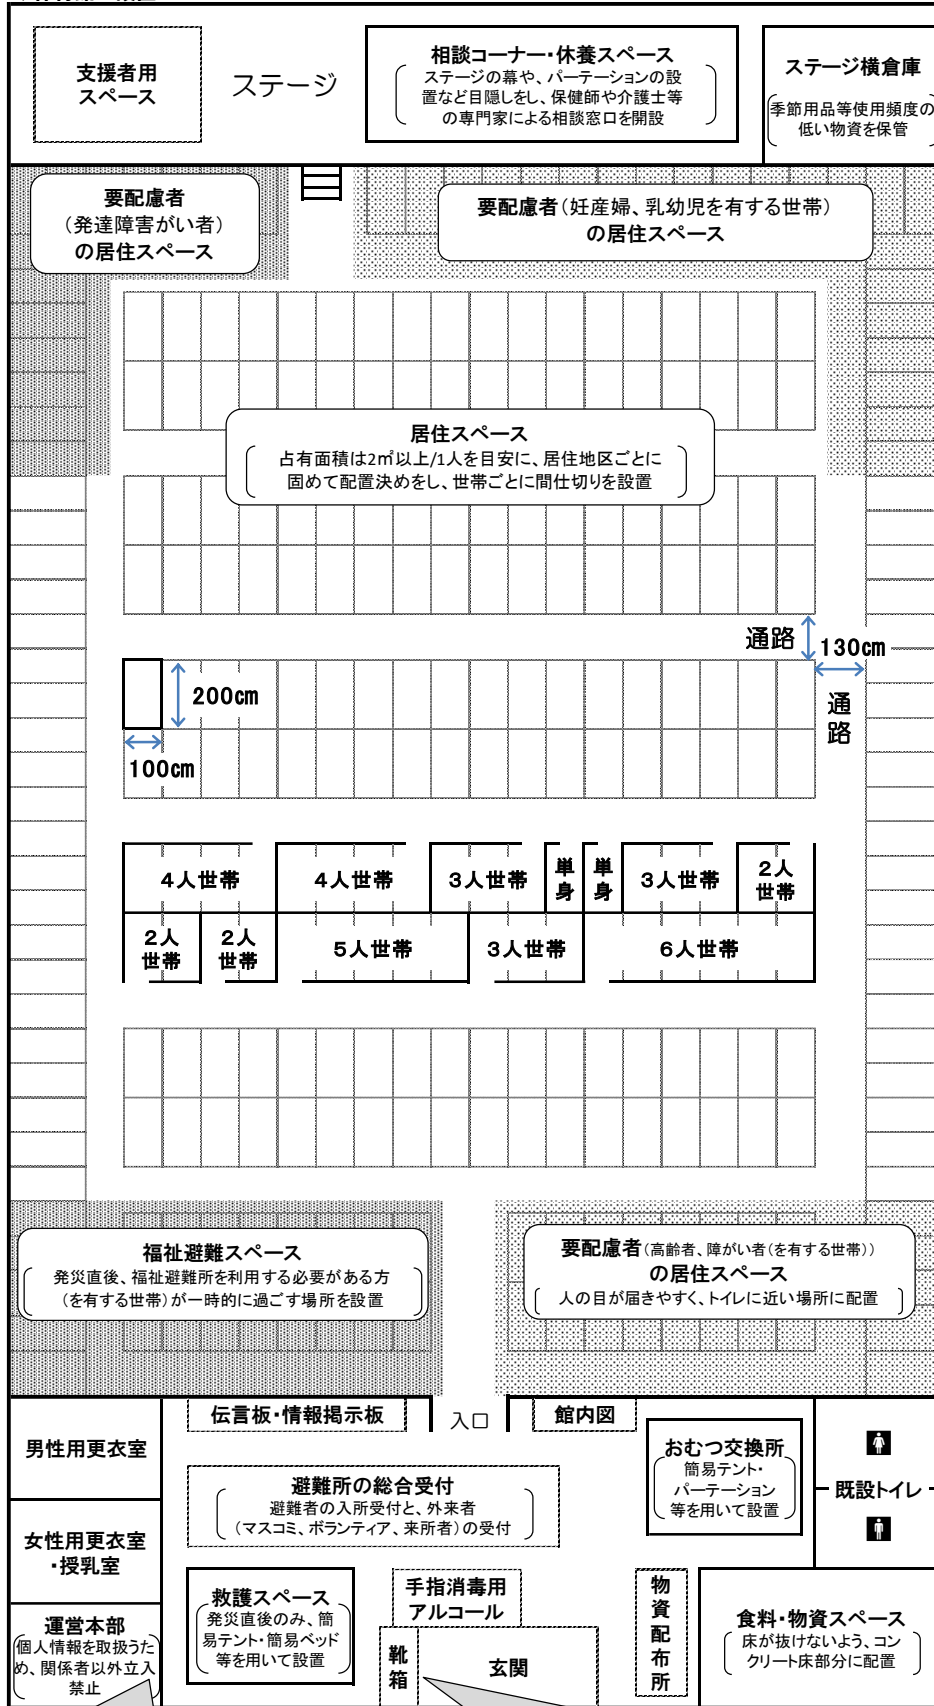 支援者用
スペース
ステージ
相談コーナー・休養スペース
ステージの幕や、パーテーションの設
置など目隠しをし、保健師や介護士等
の専門家による相談窓口を開設
ステージ横倉庫
季節用品等使用頻度の
低い物資を保管
要配慮者
(発達障害がい者)
の居住スペース
要配慮者(妊産婦、乳幼児を有する世帯)
の居住スペース
居住スペース
占有面積は2㎡以上/1人を目安に、居住地区ごとに
固めて配置決めをし、世帯ごとに間仕切りを設置
通路
130cm
通路
200cm
100cm
4人世帯
4人世帯
3人世帯
単身
単身
3人世帯
2人
世帯
2人
世帯
2人
世帯
5人世帯
3人世帯
6人世帯
福祉避難スペース
発災直後、福祉避難所を利用する必要がある方
(を有する世帯)が一時的に過ごす場所を設置
要配慮者(高齢者、障がい者(を有する世帯))
の居住スペース
人の目が届きやすく、トイレに近い場所に配置
伝言板・情報掲示板
入口
館内図
男性用更衣室
おむつ交換所
簡易テント・
パーテーション
等を用いて設置
既設トイレ
避難所の総合受付
避難者の入所受付と、外来者
(マスコミ、ボランティア、来所者)の受付
女性用更衣室
・授乳室
救護スペース
発災直後のみ、簡
易テント・簡易ベッド
等を用いて設置
手指消毒用
アルコール
物資配布所
食料・物資スペース
床が抜けないよう、コン
クリート床部分に配置
運営本部
個人情報を取扱うた
め、関係者以外立入
禁止
靴箱
玄関